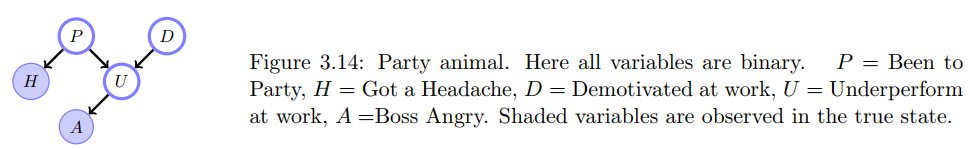 P
D
H
U
A
Figure 3.14: Party animal. Here all variables are binary. P = Been to
Party, H = Got a Headache, D = Demotivated at work, U = Underperform
at work, A =Boss Angry. Shaded variables are observed in the true state.